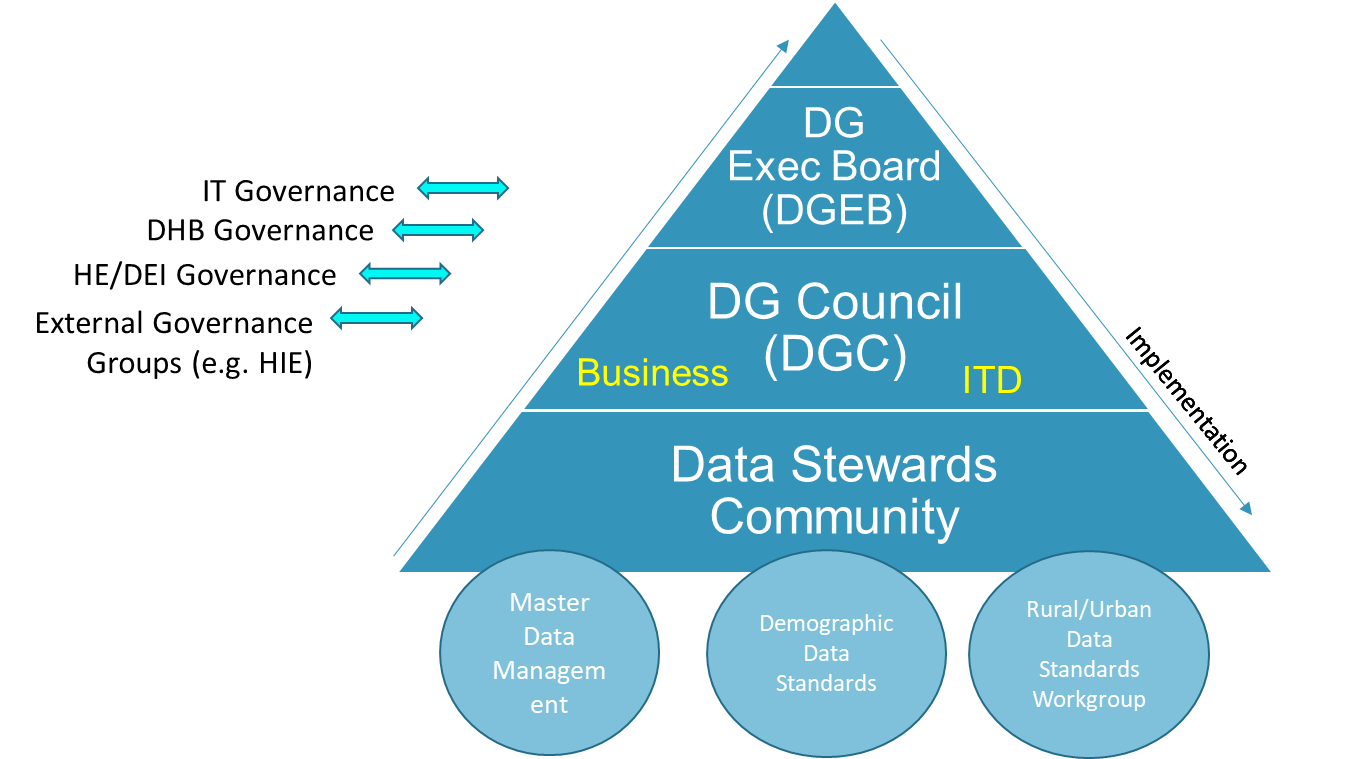 DG
Exec Board
(DGEB)
IT Governance
DHB Governance
HE/DEI Governance
External Governance
Groups (e.g. HIE)
DG Council
(DGC)
Business
ITD
Implementation
Data Stewards
Community
Master
Data
Managem
ent
Demographic
Data
Standards
Rural/Urban
Data
Standards
Workgroup